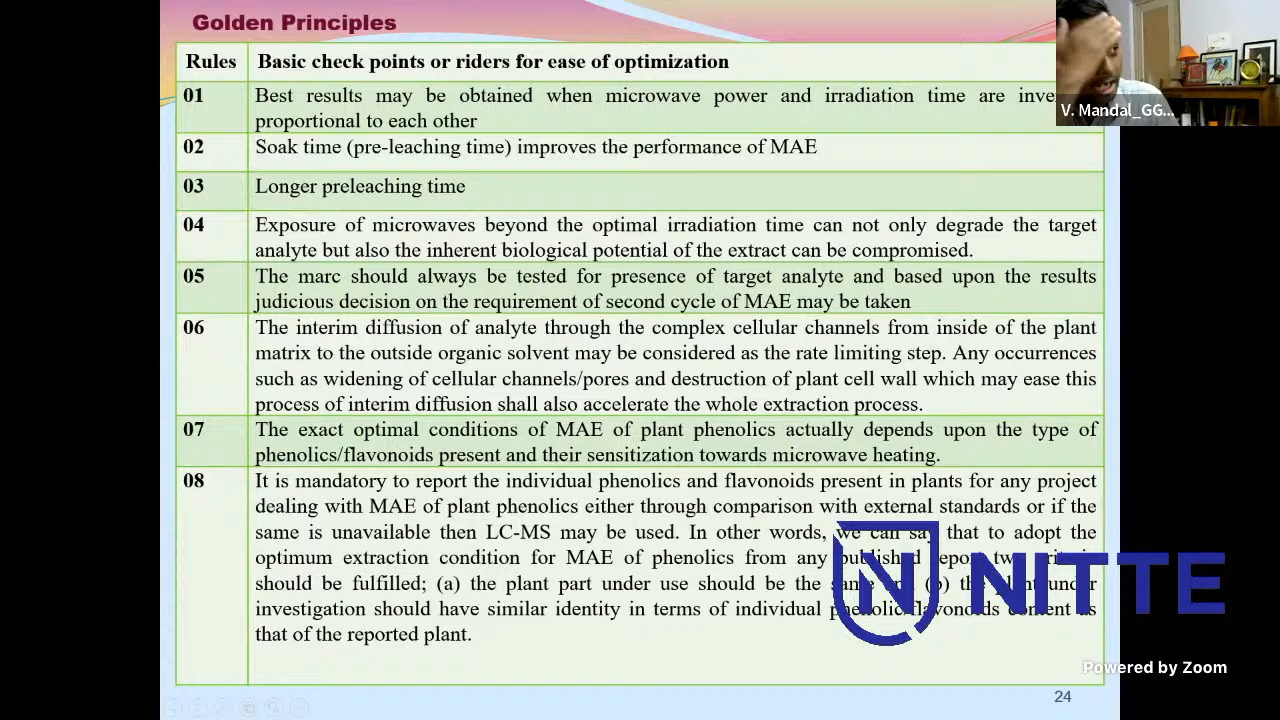 Golden Principles
Rules Basic check points or riders for ease of optimization
01 Best results may be obtained when microwave power and irradiation time are
proportional to each other
02 Soak time (pre-leaching time) improves the performance of MAE
03 Longer preleaching time
04 Exposure of microwaves beyond the optimal irradiation time can not only degrade the target
analyte but also the inherent biological potential of the extract can be compromised.
05 The marc should always be tested for presence of target analyte and based upon the results
judicious decision on the requirement of second cycle of MAE may be taken
06 The interim diffusion of analyte through the complex cellular channels from inside of the plant
matrix to the outside organic solvent may be considered as the rate limiting step. Any occurrences
such as widening of cellular channels/pores and destruction of plant cell wall which may ease this
process of interim diffusion shall also accelerate the whole extraction process.
07 The exact optimal conditions of MAE of plant phenolics actually depends upon the type of
phenolics/flavonoids present and their sensitization towards microwave heating.
08 It is mandatory to report the individual phenolics and flavonoids present in plants for any project
dealing with MAE of plant phenolics either through comparison with external standards or if the
same is unavailable then LC-MS may be used. In other words, we can say that to adopt the
optimum extraction condition for MAE of phenolics from any published report
should be fulfilled; (a) the plant part under use should be the same (b) the plant under
investigation should have similar identity in terms of individual phenolic/flavonoids content as
that of the reported plant.
24
V. Mandal_GG...
N NITTE
Powered by Zoom